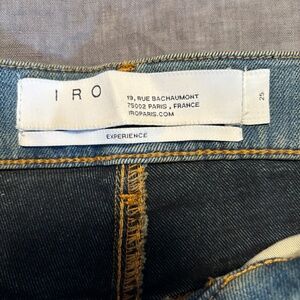 IRO
19, RUE BACHAUMONT
75002 PARIS, FRANCE
IROPARIS.COM
EXPERIENCE
25